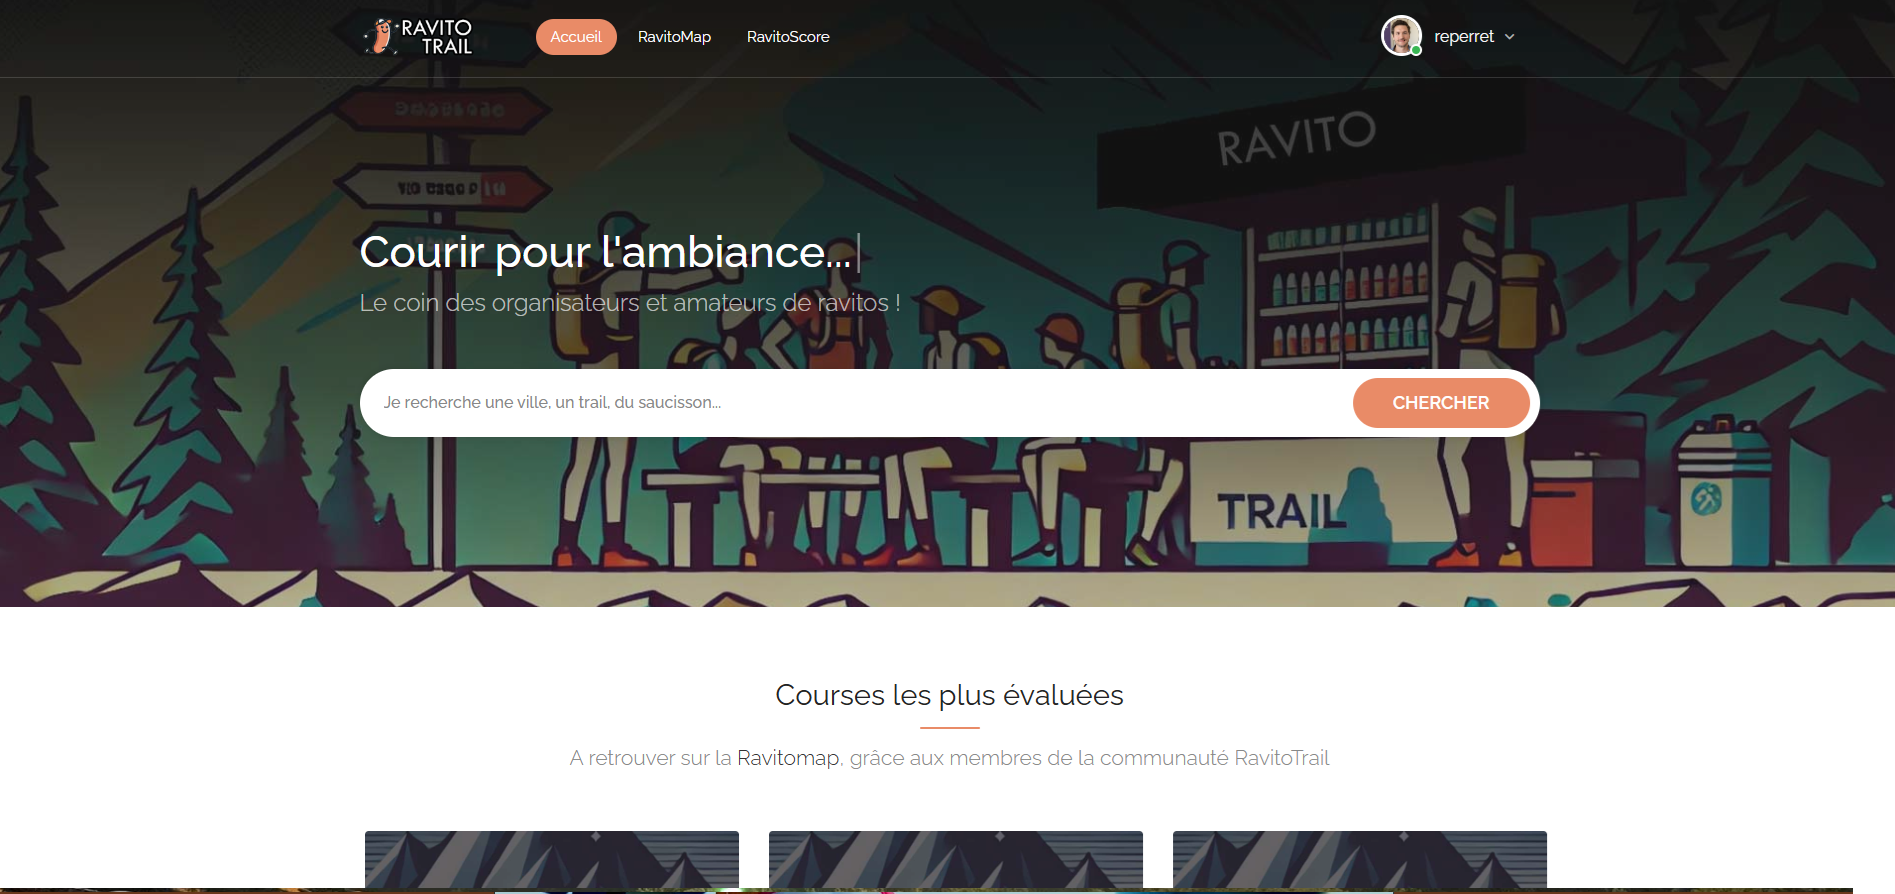 RAVITO
TRAIL
Accueil
RavitoMap
RavitoScore
reperret
RAVITO
Courir pour l'ambiance...
Le coin des organisateurs et amateurs de ravitos !
Je recherche une ville, un trail, du saucisson...
CHERCHER
TRAIL
Courses les plus évaluées
A retrouver sur la Ravitomap, grâce aux membres de la communauté RavitoTrail